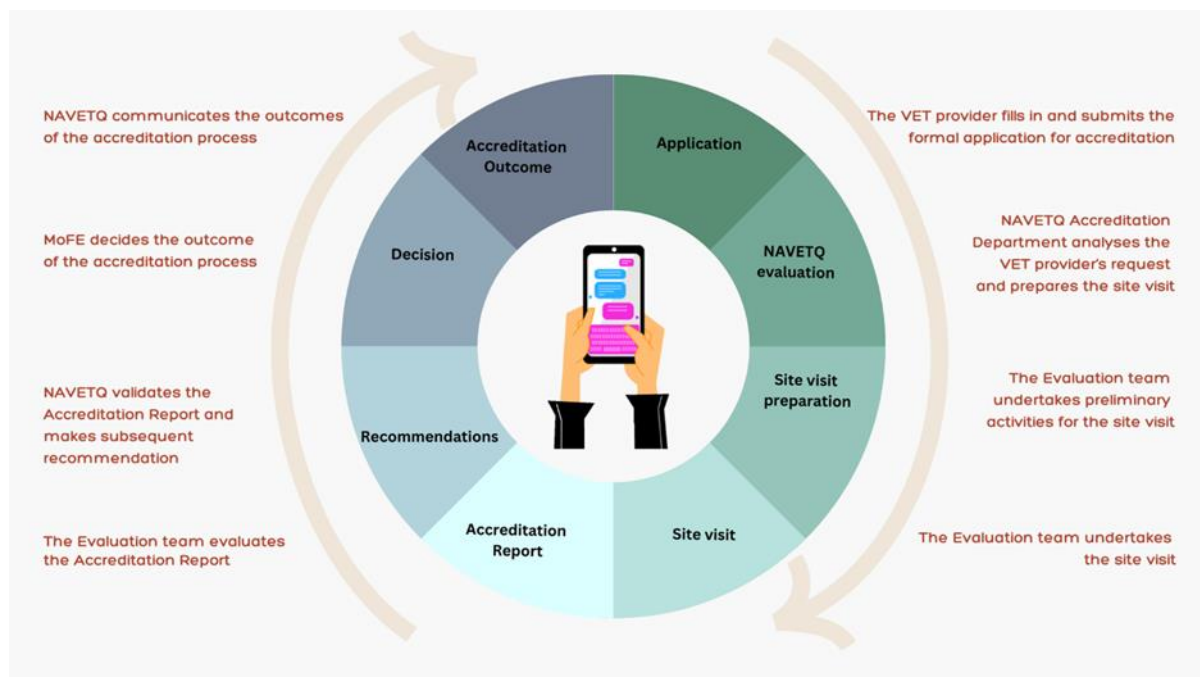 NAVETQ communicates the outcomes
of the accreditation process
MoFE decides the outcome
of the accreditation process
NAVETQ validates the
Accreditation Report and
makes subsequent
recommendation
The Evaluation team evaluates
the Accreditation Report
Accreditation
Outcome
Application
Decision
NAVETQ
evaluation
Recommendations
Site visit
preparation
Accreditation
Report
Site visit
The VET provider fills in and submits the
formal application for accreditation
NAVETQ Accreditation
Department analyses the
VET provider's request
and prepares the site visit
The Evaluation team
undertakes preliminary
activities for the site visit
The Evaluation team undertakes
the site visit